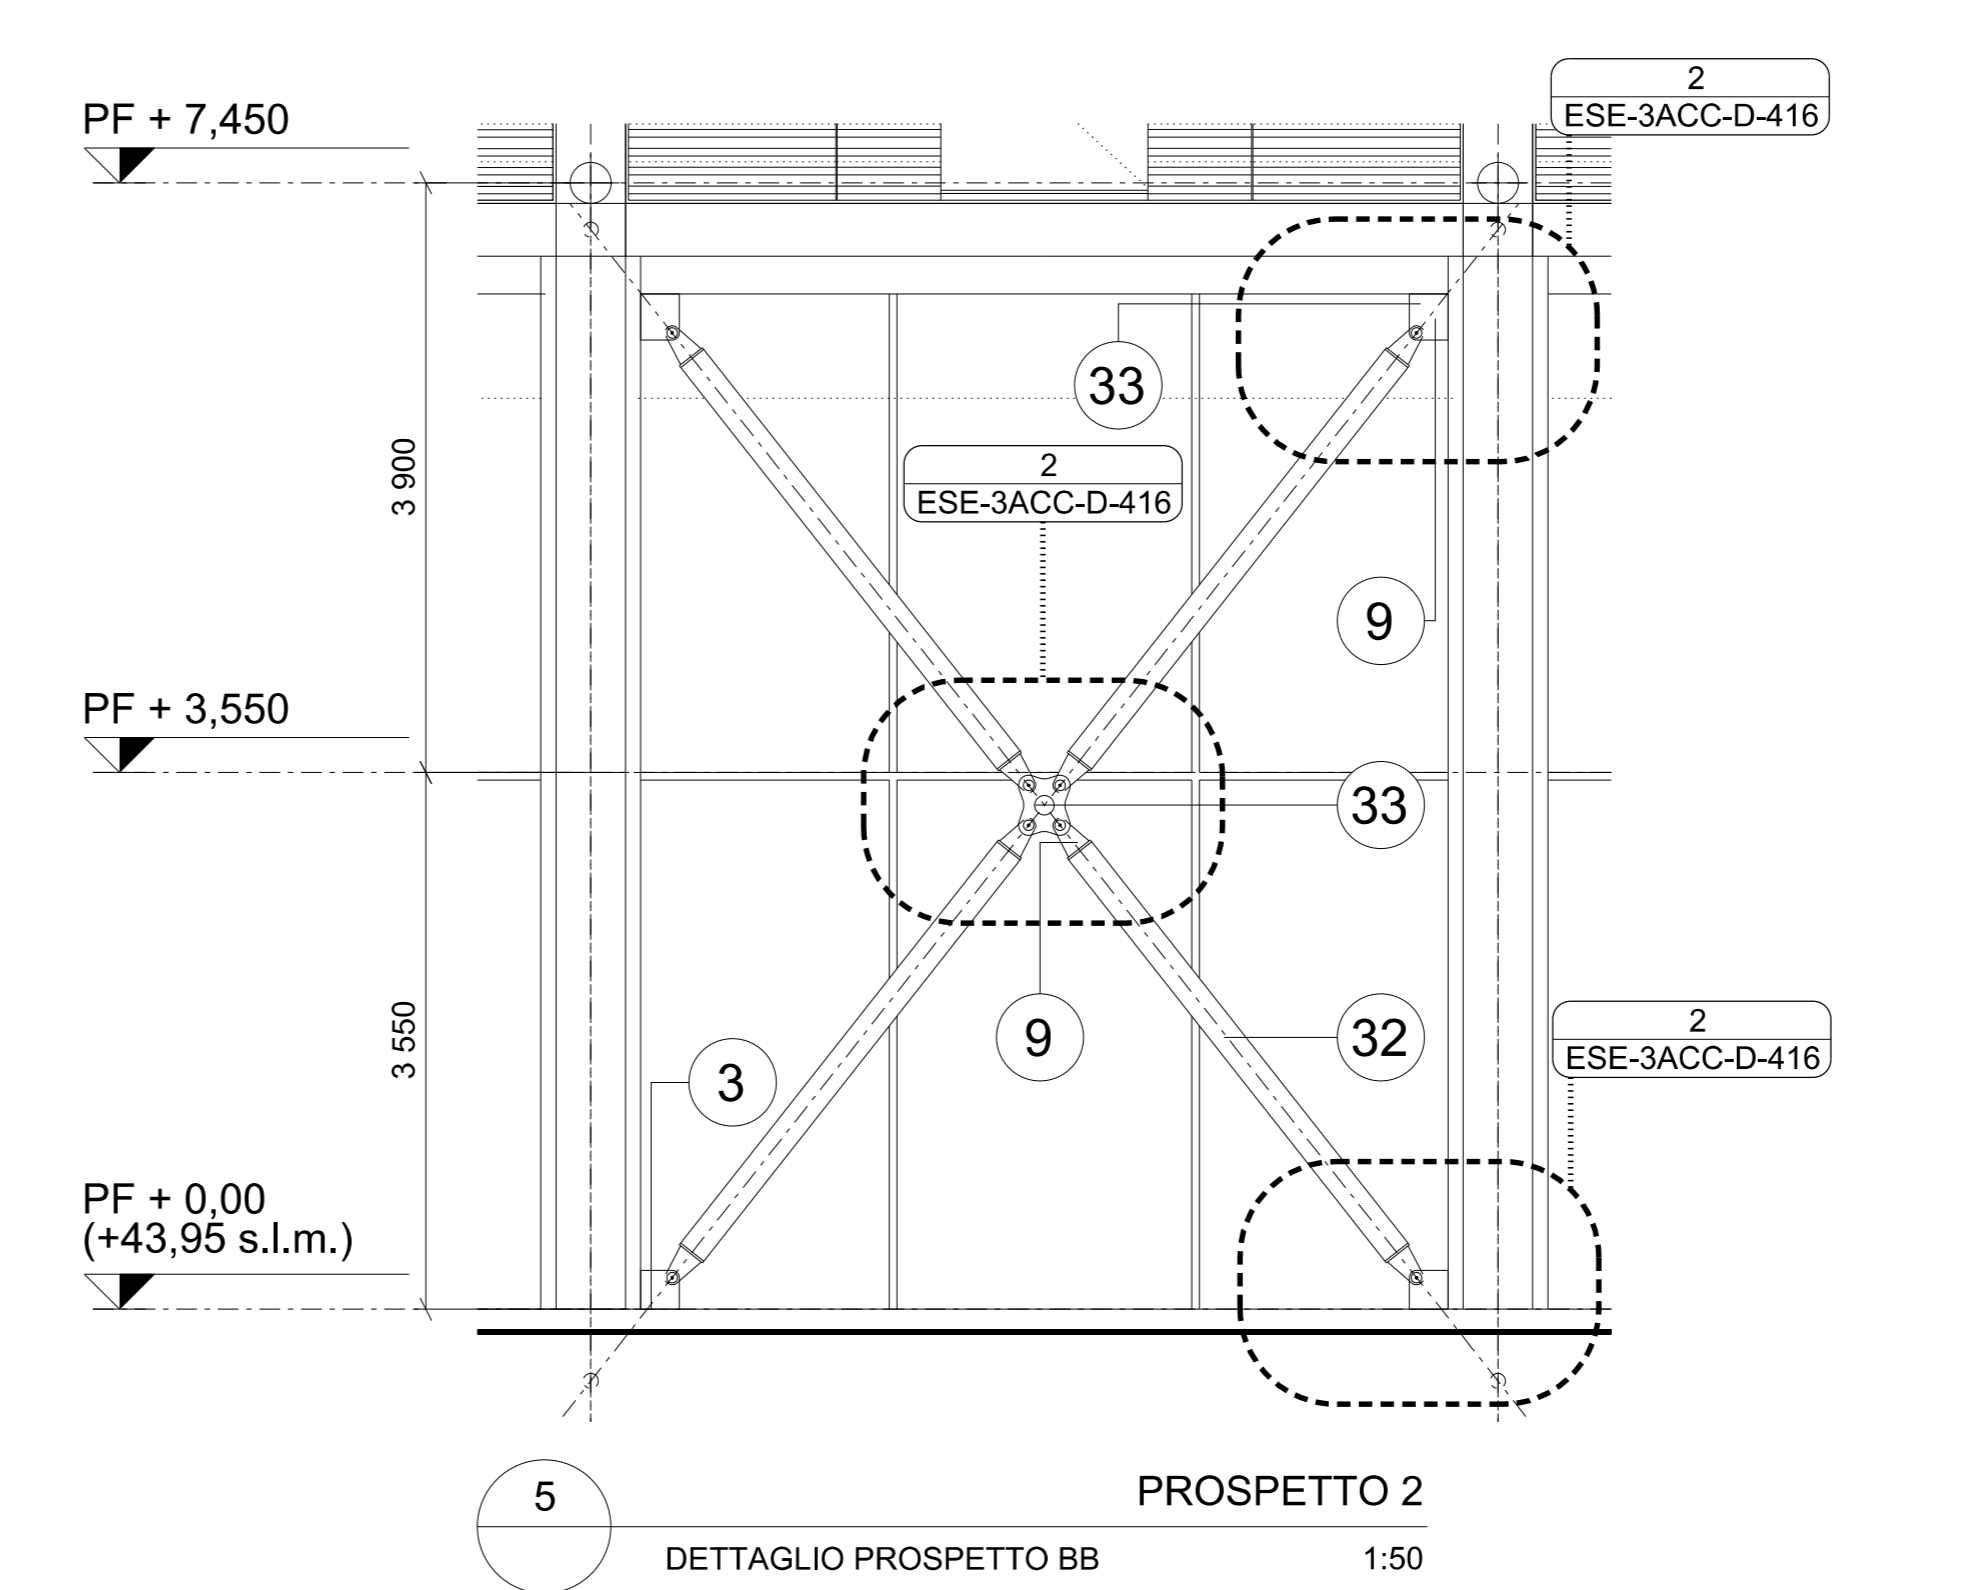 2
ESE-3ACC-D-416
PF + 7,450
33
3 900
2
ESE-3ACC-D-416
9
PF + 3,550
33
3 550
9
32
2
ESE-3ACC-D-416
3
PF + 0,00
(+43,95 s.l.m.)
5
PROSPETTO 2
DETTAGLIO PROSPETTO BB
1:50